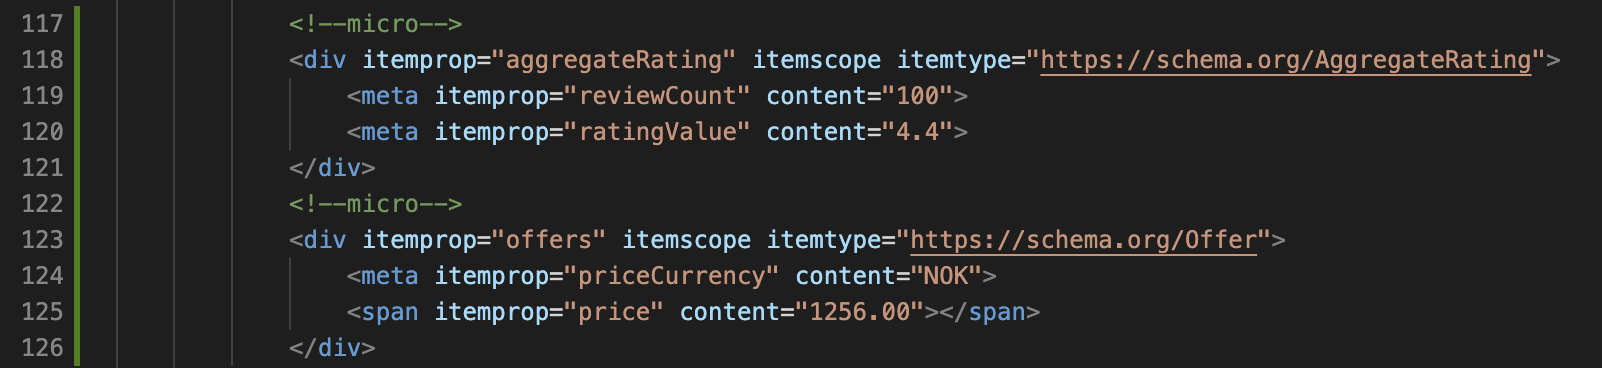 117 <!--micro-->
118 <div itemprop="aggregateRating" itemscope itemtype="https://schema.org/AggregateRating">
119 <meta itemprop="reviewCount" content="100">
120 <meta itemprop="ratingValue" content="4.4">
121 </div>
122 <!--micro-->
123 <div itemprop="offers" itemscope itemtype="https://schema.org/Offer">
124 <meta itemprop="priceCurrency" content="NOK">
125 <span itemprop="price" content="1256.00"></span>
126 </div>